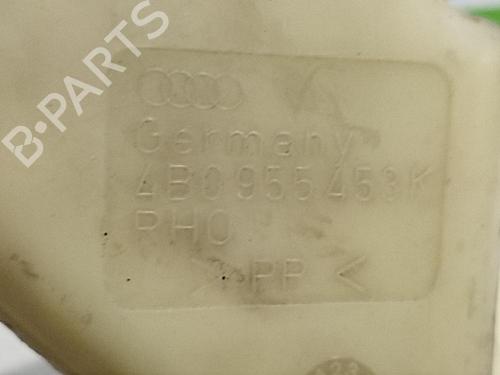 B-PARTS
Germany
4B0955453K
RHO
>PP<